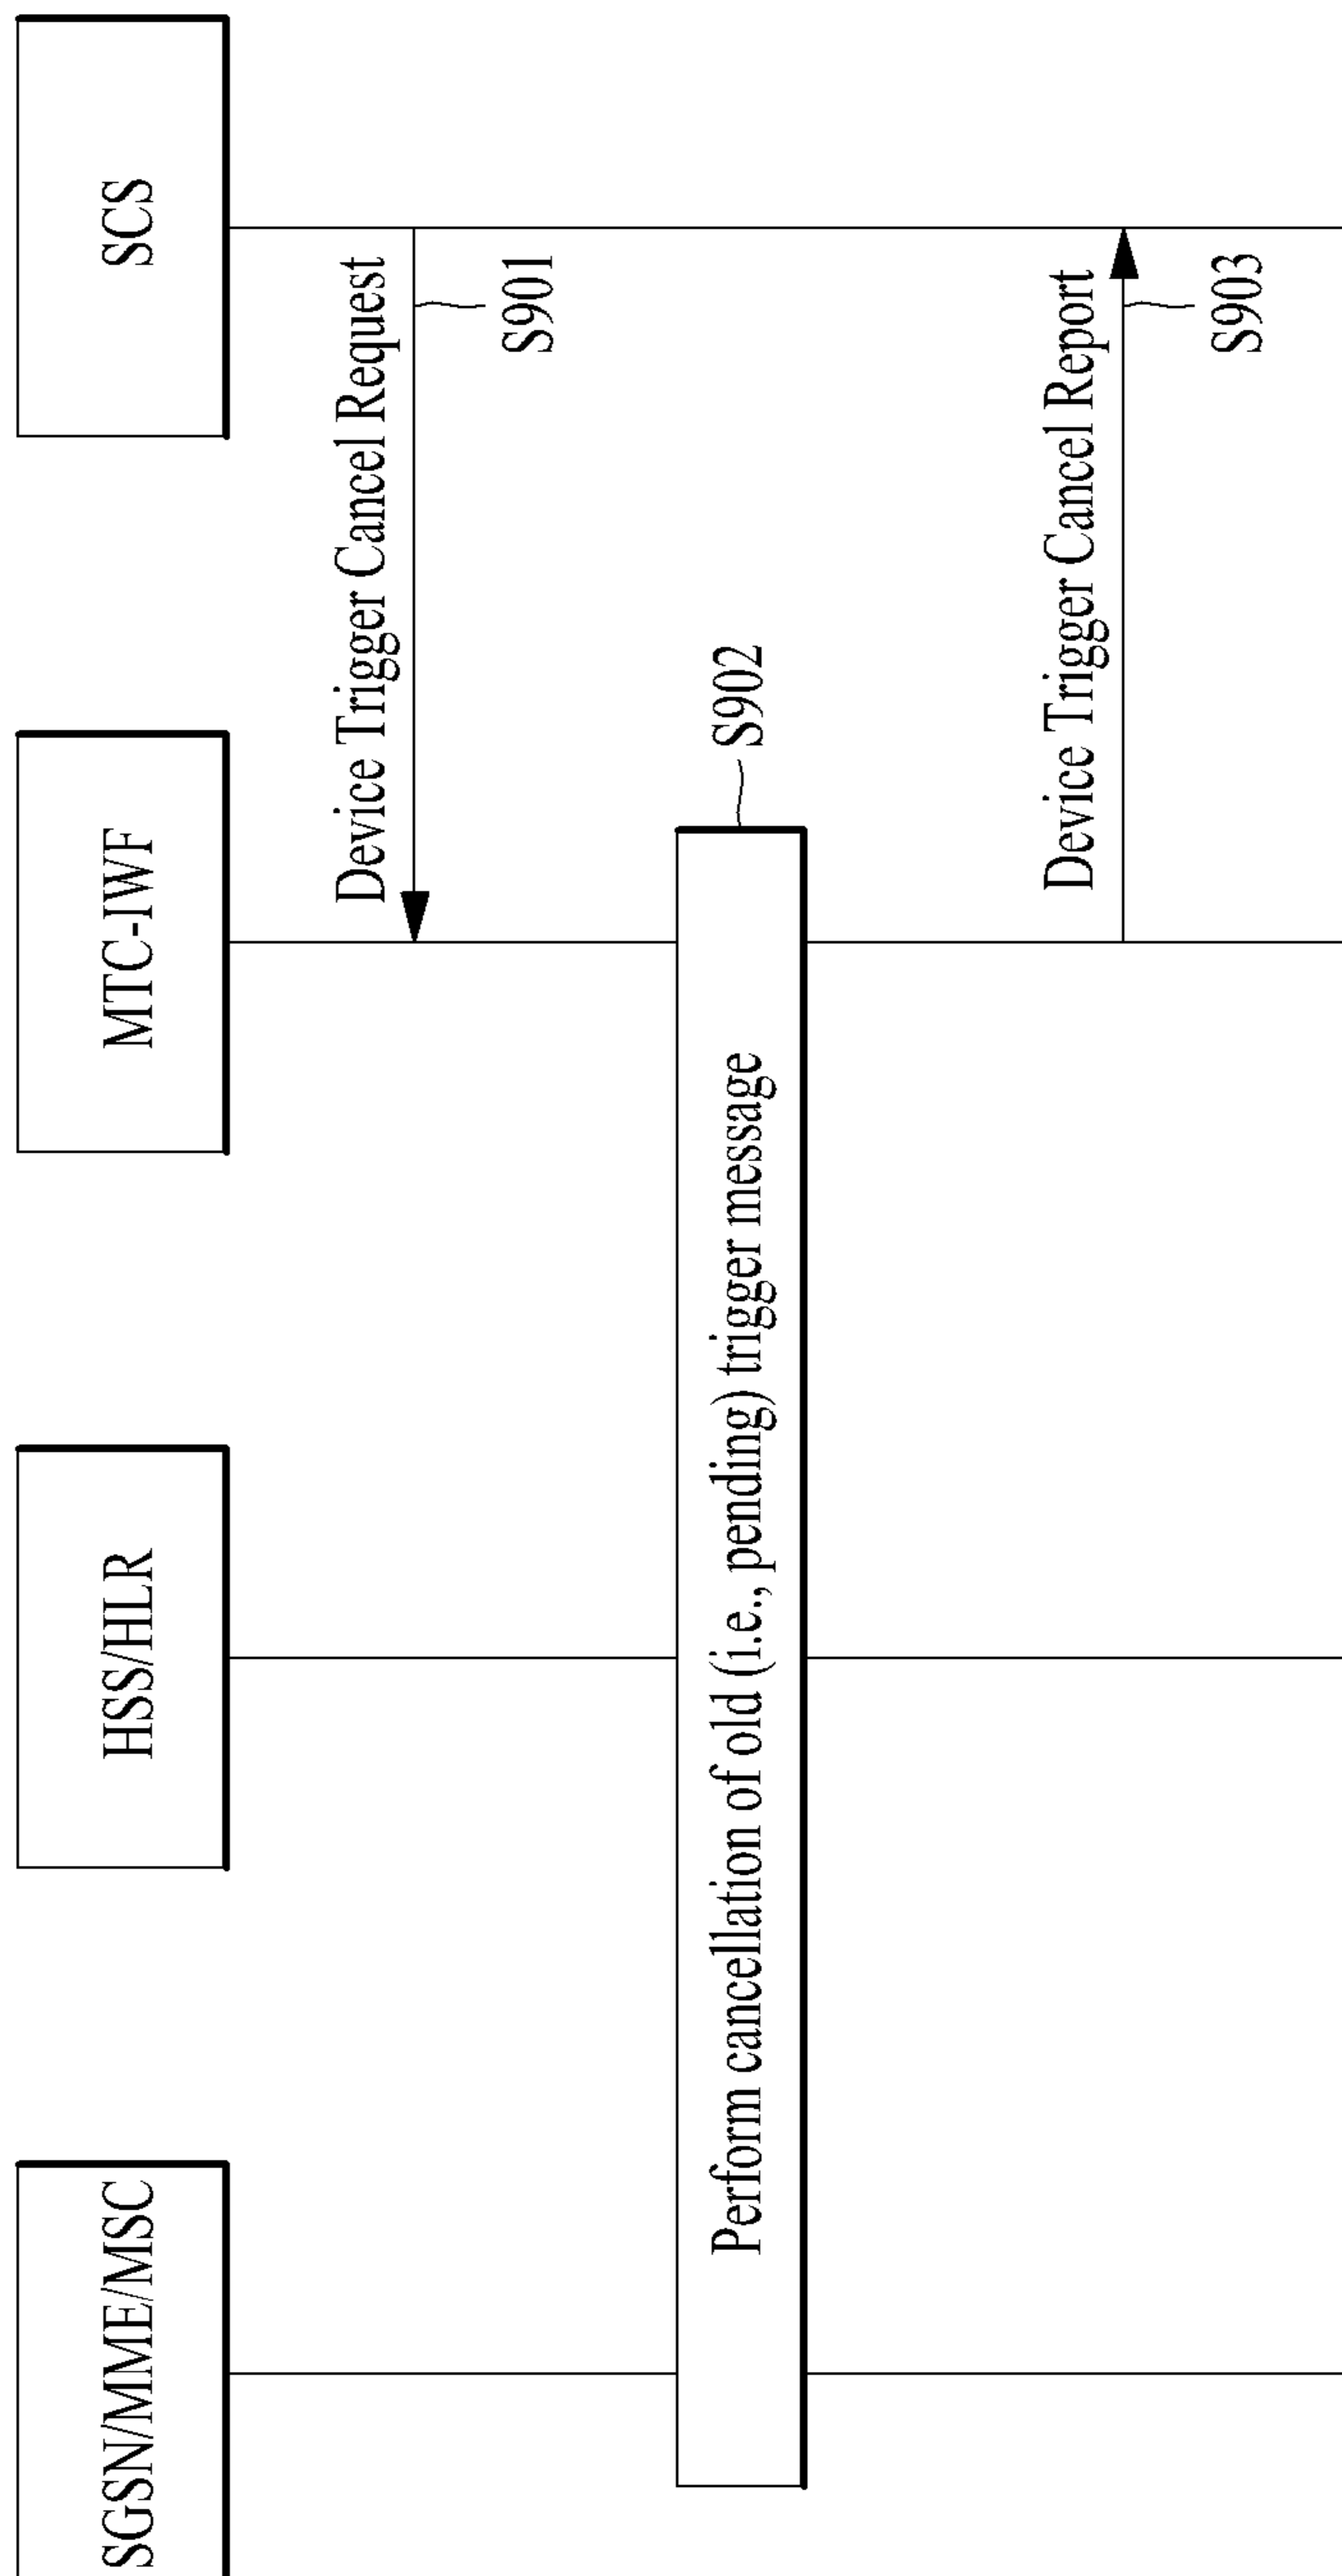 SGSN/MME/MSC
HSS/HLR
MTC-IWF
SCS
Device Trigger Cancel Request
S901
Perform cancellation of old (i.e., pending) trigger message
S902
Device Trigger Cancel Report
S903